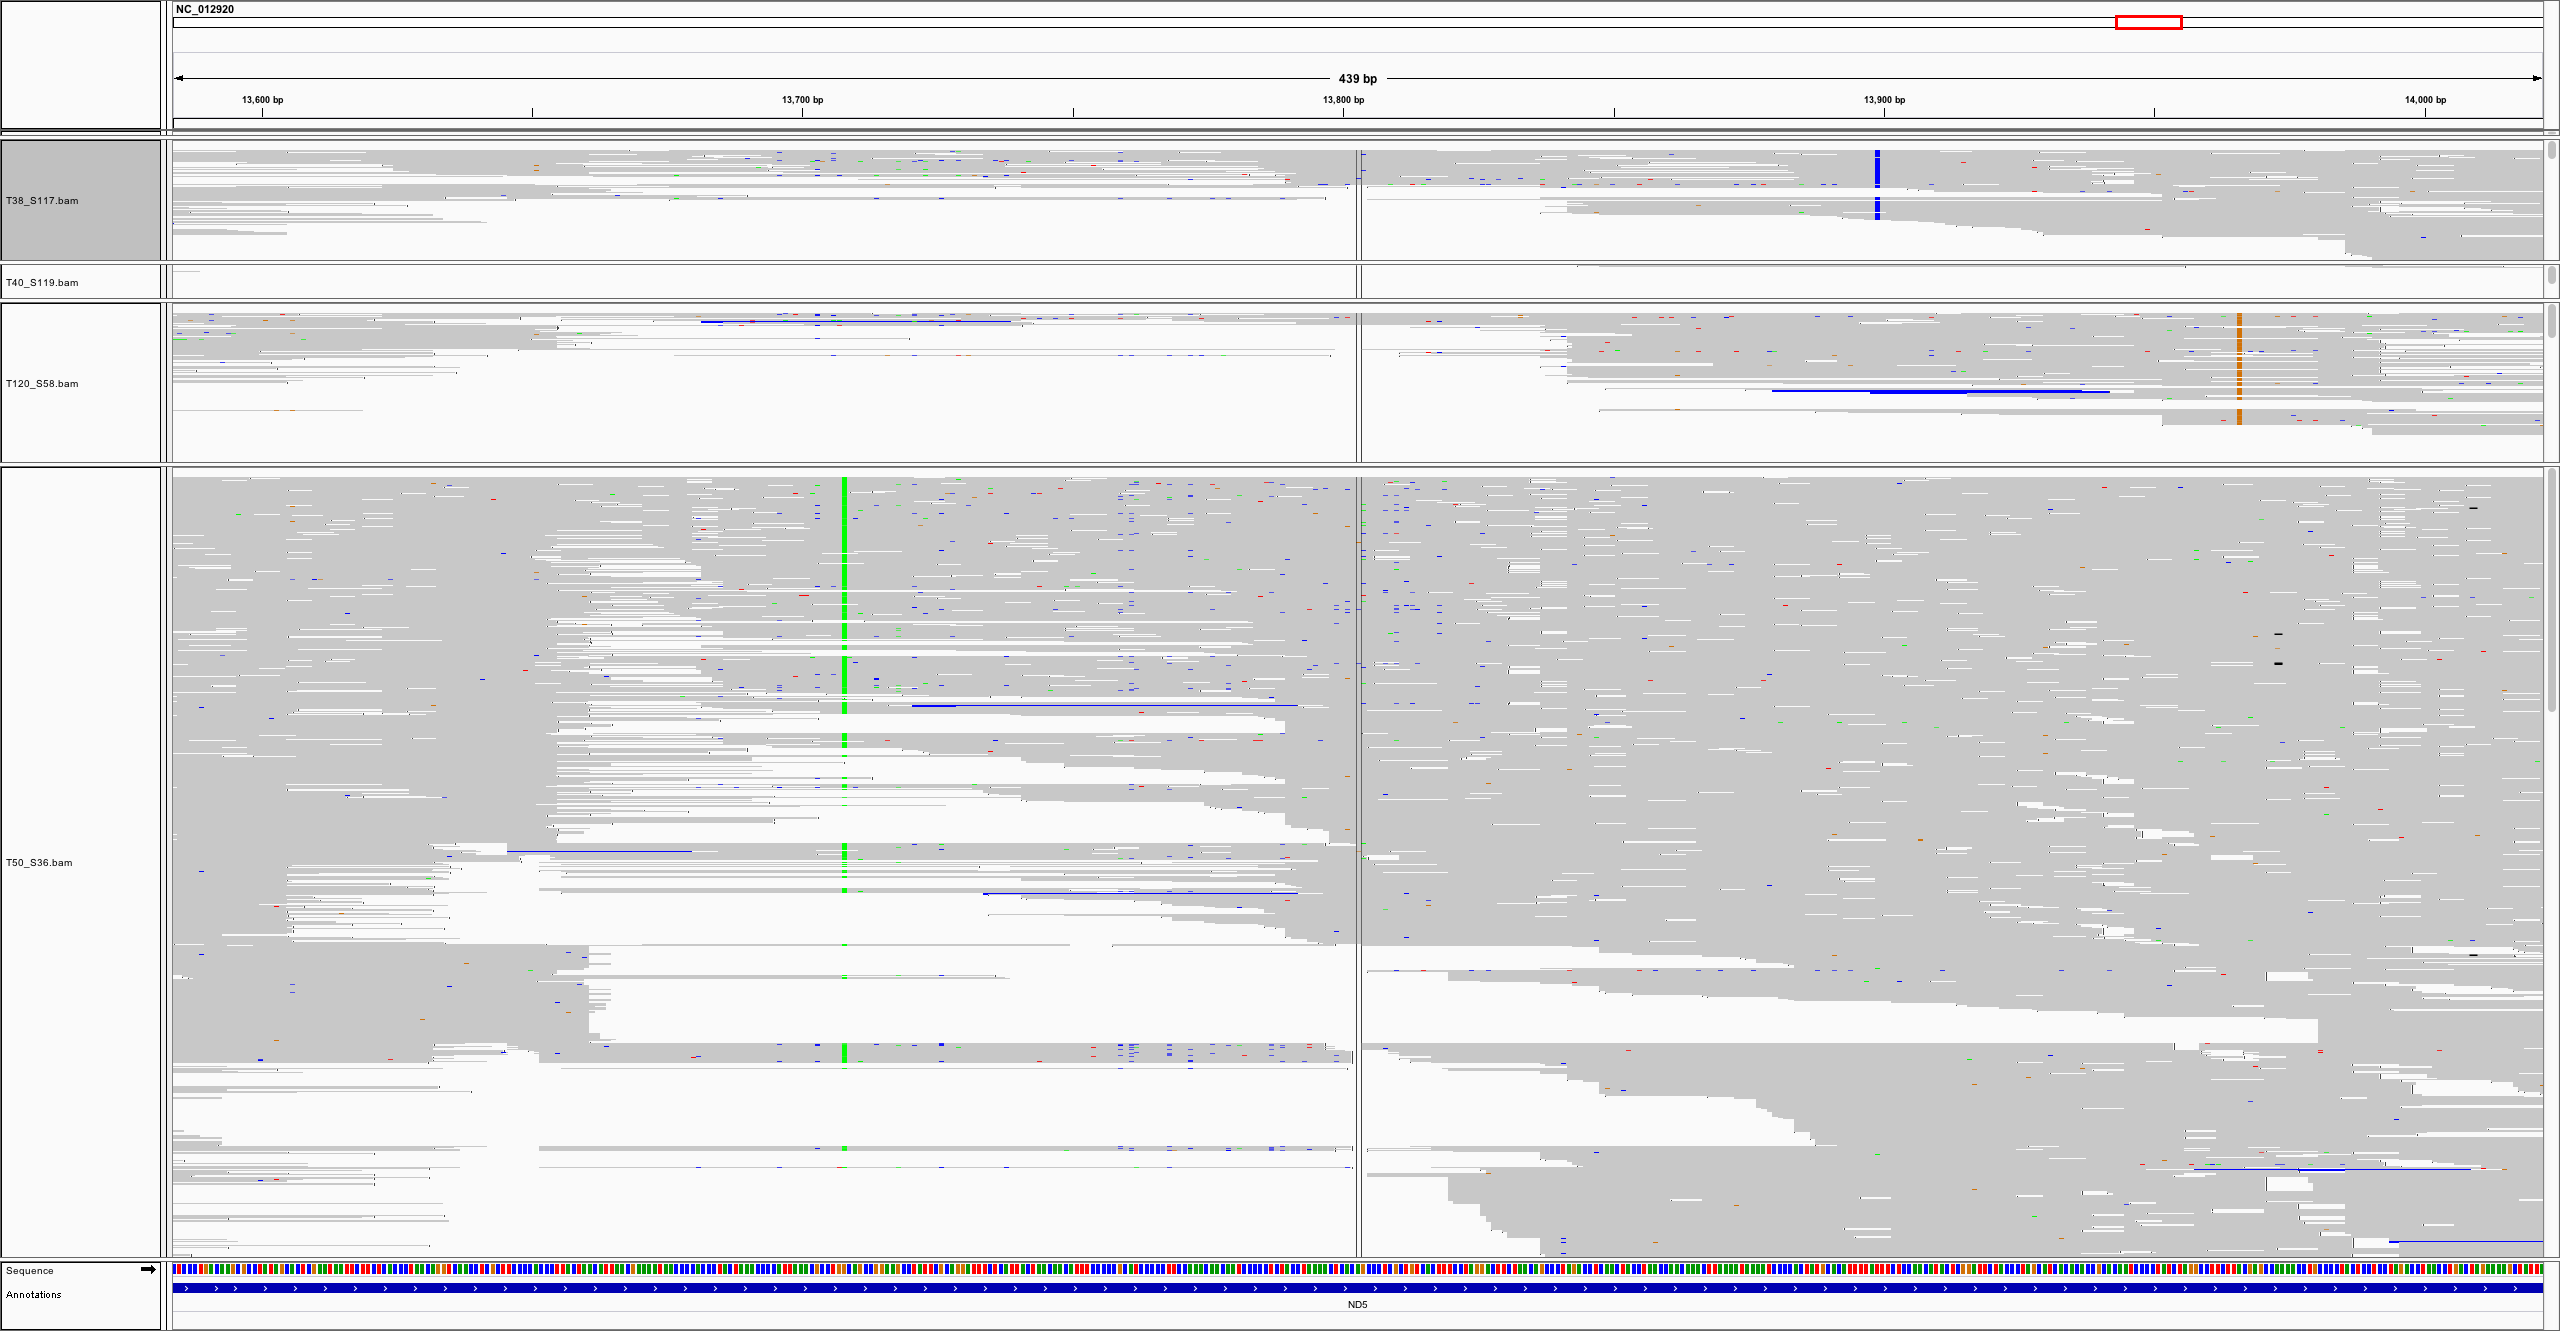 NC_012920
439 bp
13,600 bp 13,700 bp 13,800 bp 13,900 bp 14,000 bp
T38_S117.bam
T40_S119.bam
T120_S58.bam
T50_S36.bam
Sequence
Annotations
ND5